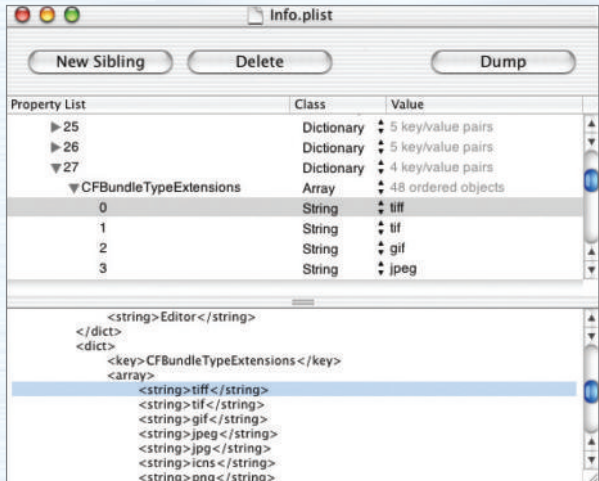 Info.plist
New Sibling Delete Dump
Property List Class Value
25 Dictionary 5 key/value pairs
26 Dictionary 5 key/value pairs
27 Dictionary 4 key/value pairs
CFBundleTypeExtensions Array 48 ordered objects
0 String tiff
1 String tif
2 String gif
3 String jpeg
<string>Editor</string>
</dict>
<dict>
<key>CFBundleTypeExtensions</key>
<array>
<string>tiff</string>
<string>tif</string>
<string>gif</string>
<string>jpeg</string>
<string>jpg</string>
<string>icns</string>
<string>png</string>